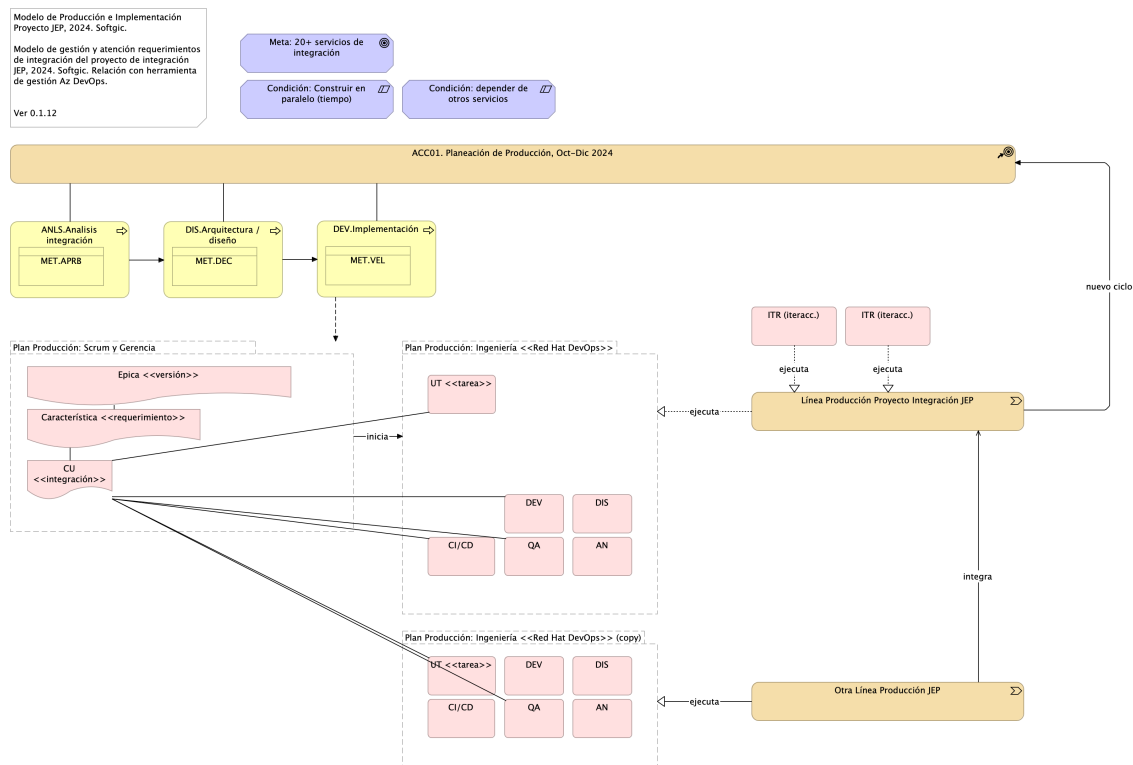 Modelo de Producción e Implementación
Proyecto JEP, 2024. Softgic.
Modelo de gestión y atención requerimientos
de integración del proyecto de integración
JEP, 2024. Softgic. Relación con herramienta
de gestión Az DevOps.
Ver 0.1.12
Meta: 20+ servicios de
integración
Condición: Construir en
paralelo (tiempo)
Condición: depender de
otros servicios
ACC01. Planeación de Producción, Oct-Dic 2024
ANLS.Analisis
integración
MET.APRB
DIS.Arquitectura /
diseño
MET.DEC
DEV.Implementación
MET.VEL
nuevo ciclo
ITR (iteracc.)
ITR (iteracc.)
ejecuta
ejecuta
Plan Producción: Scrum y Gerencia
Epica <<versión>>
Característica <<requerimiento>>
CU
<<integración>>
inicia
Plan Producción: Ingeniería <<Red Hat DevOps>>
UT <<tarea>>
DEV
DIS
CI/CD
QA
AN
ejecuta
Línea Producción Proyecto Integración JEP
integra
Plan Producción: Ingeniería <<Red Hat DevOps>> (copy)
UT <<tarea>>
DEV
DIS
CI/CD
QA
AN
ejecuta
Otra Línea Producción JEP